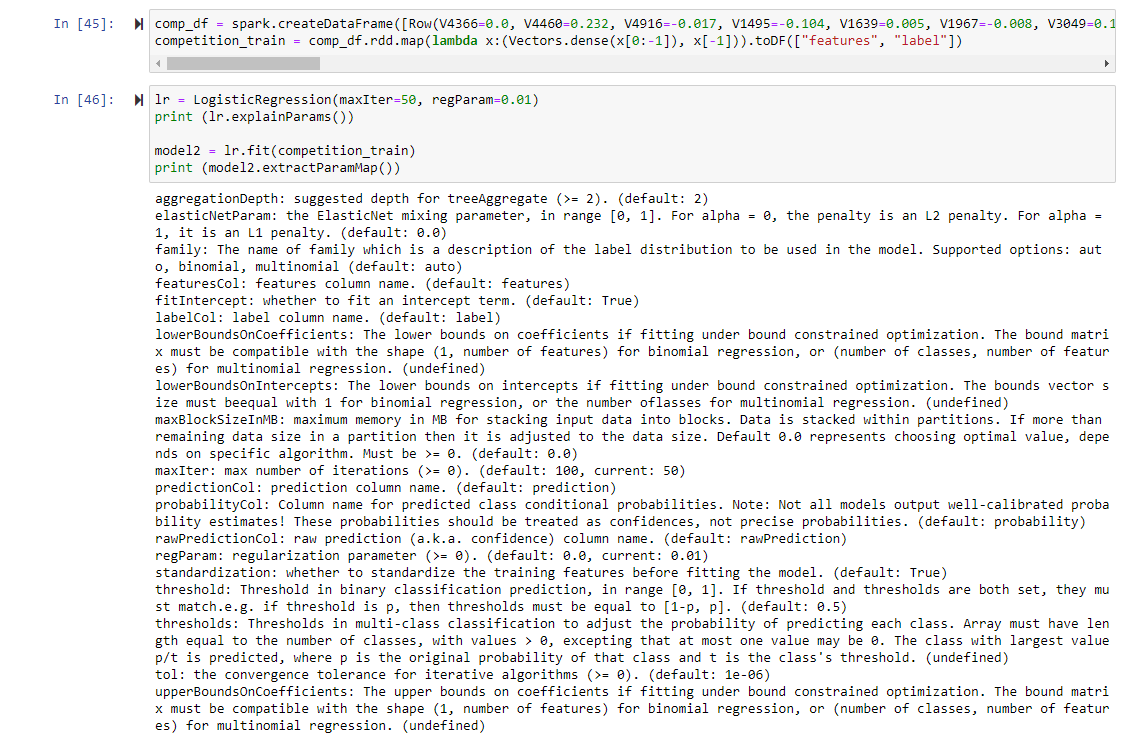 In [45]: comp_df = spark.createDataFrame([Row(V4366=0.0, V4460=0.232, V4916=-0.017, V1495=-0.104, V1639=0.005, V1967=-0.008, V3049=0.1
competition_train = comp_df.rdd.map(lambda x:(Vectors.dense(x[0:-1]), x[-1])).toDF(["features", "label"])
In [46]: lr = LogisticRegression(maxIter=50, regParam=0.01)
print (lr.explainParams())
model2 = lr.fit(competition_train)
print (model2.extractParamMap())
aggregationDepth: suggested depth for treeAggregate (>= 2). (default: 2)
elasticNetParam: the ElasticNet mixing parameter, in range [0, 1]. For alpha = 0, the penalty is an L2 penalty. For alpha =
1, it is an L1 penalty. (default: 0.0)
family: The name of family which is a description of the label distribution to be used in the model. Supported options: aut
o, binomial, multinomial (default: auto)
featuresCol: features column name. (default: features)
fitIntercept: whether to fit an intercept term. (default: True)
labelCol: label column name. (default: label)
lowerBoundsOnCoefficients: The lower bounds on coefficients if fitting under bound constrained optimization. The bound matri
x must be compatible with the shape (1, number of features) for binomial regression, or (number of classes, number of featur
es) for multinomial regression. (undefined)
lowerBoundsOnIntercepts: The lower bounds on intercepts if fitting under bound constrained optimization. The bounds vector s
ize must beequal with 1 for binomial regression, or the number oflasses for multinomial regression. (undefined)
maxBlockSizeInMB: maximum memory in MB for stacking input data into blocks. Data is stacked within partitions. If more than
remaining data size in a partition then it is adjusted to the data size. Default 0.0 represents choosing optimal value, depe
nds on specific algorithm. Must be >= 0. (default: 0.0)
maxIter: max number of iterations (>= 0). (default: 100, current: 50)
predictionCol: prediction column name. (default: prediction)
probabilityCol: Column name for predicted class conditional probabilities. Note: Not all models output well-calibrated proba
bility estimates! These probabilities should be treated as confidences, not precise probabilities. (default: probability)
rawPredictionCol: raw prediction (a.k.a. confidence) column name. (default: rawPrediction)
regParam: regularization parameter (>= 0). (default: 0.0, current: 0.01)
standardization: whether to standardize the training features before fitting the model. (default: True)
threshold: Threshold in binary classification prediction, in range [0, 1]. If threshold and thresholds are both set, they mu
st match.e.g. if threshold is p, then thresholds must be equal to [1-p, p]. (default: 0.5)
thresholds: Thresholds in multi-class classification to adjust the probability of predicting each class. Array must have len
gth equal to the number of classes, with values > 0, excepting that at most one value may be 0. The class with largest value
p/t is predicted, where p is the original probability of that class and t is the class's threshold. (undefined)
tol: the convergence tolerance for iterative algorithms (>= 0). (default: 1e-06)
upperBoundsOnCoefficients: The upper bounds on coefficients if fitting under bound constrained optimization. The bound matri
x must be compatible with the shape (1, number of features) for binomial regression, or (number of classes, number of featur
es) for multinomial regression. (undefined)